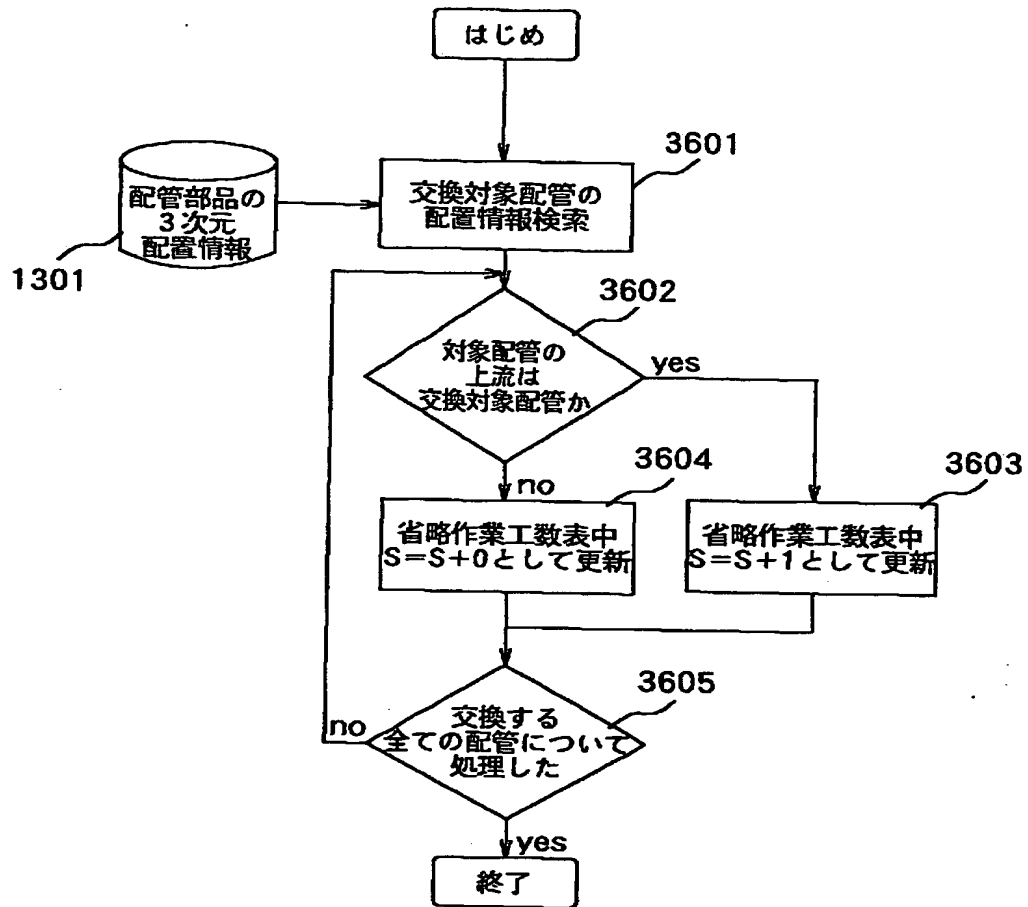 はじめ
3601
配管部品の
3次元
配置情報
1301
交換対象配管の
配置情報検索
3602
対象配管の
上流は
交換対象配管か
yes
no
3604
省略作業工数表中
S=S+0として更新
3603
省略作業工数表中
S=S+1として更新
3605
交換する
全ての配管について
処理した
no
yes
終了